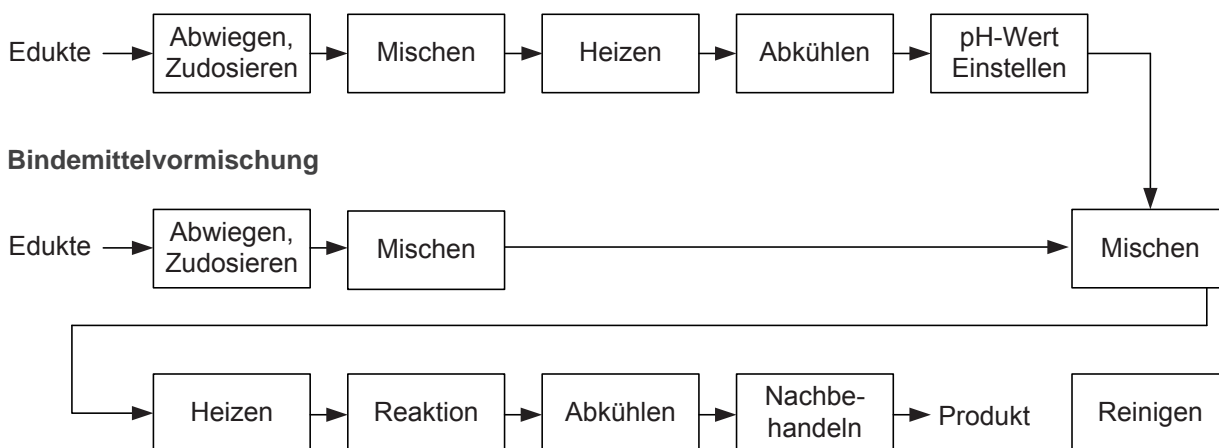 Edukte
Abwiegen,
Zudosieren
Mischen
Heizen
Abkühlen
pH-Wert
Einstellen
Bindemittelvormischung
Edukte
Abwiegen,
Zudosieren
Mischen
Mischen
Heizen
Reaktion
Abkühlen
Nachbe-
handeln
Produkt
Reinigen